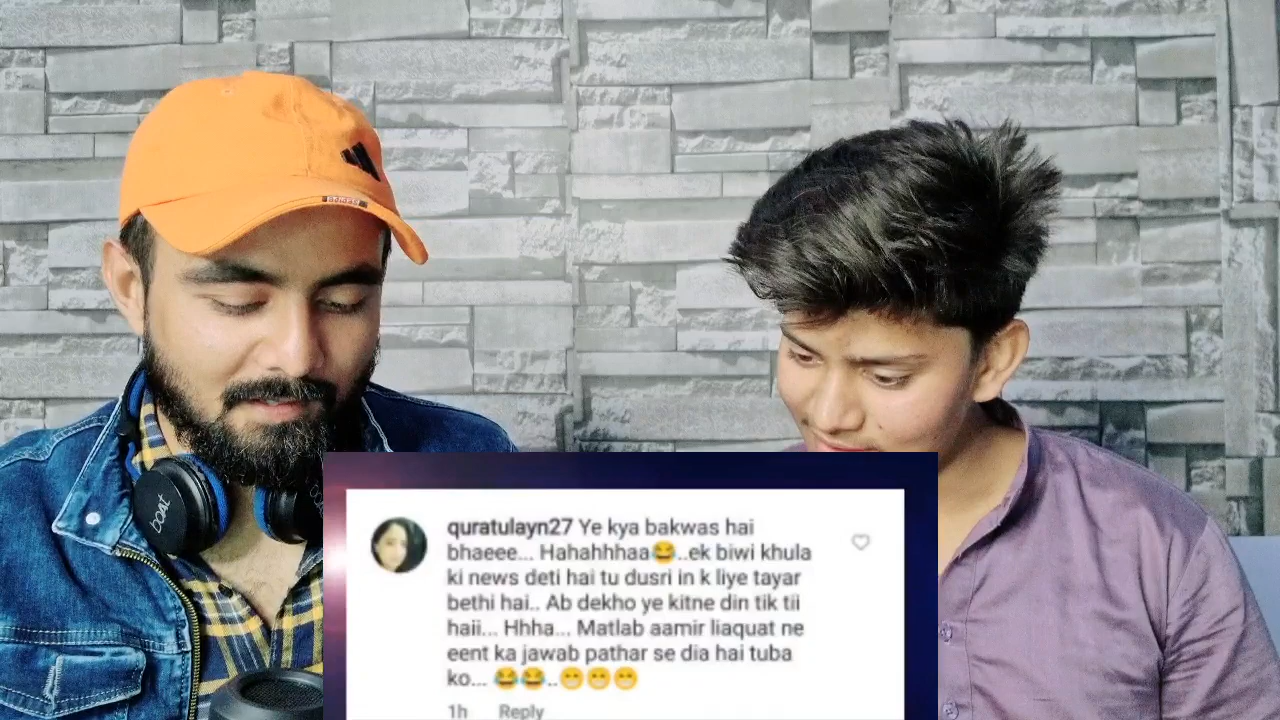 boat
quratulayn27 Ye kya bakwas hai
bhaeee... Hahahhhaa😂..ek biwi khula
ki news deti hai tu dusri in k liye tayar
bethi hai.. Ab dekho ye kitne din tik tii
haii... Hhha... Matlab aamir liaquat ne
eent ka jawab pathar se dia hai tuba
ko... 😂😂..😁😁😁
1h Reply